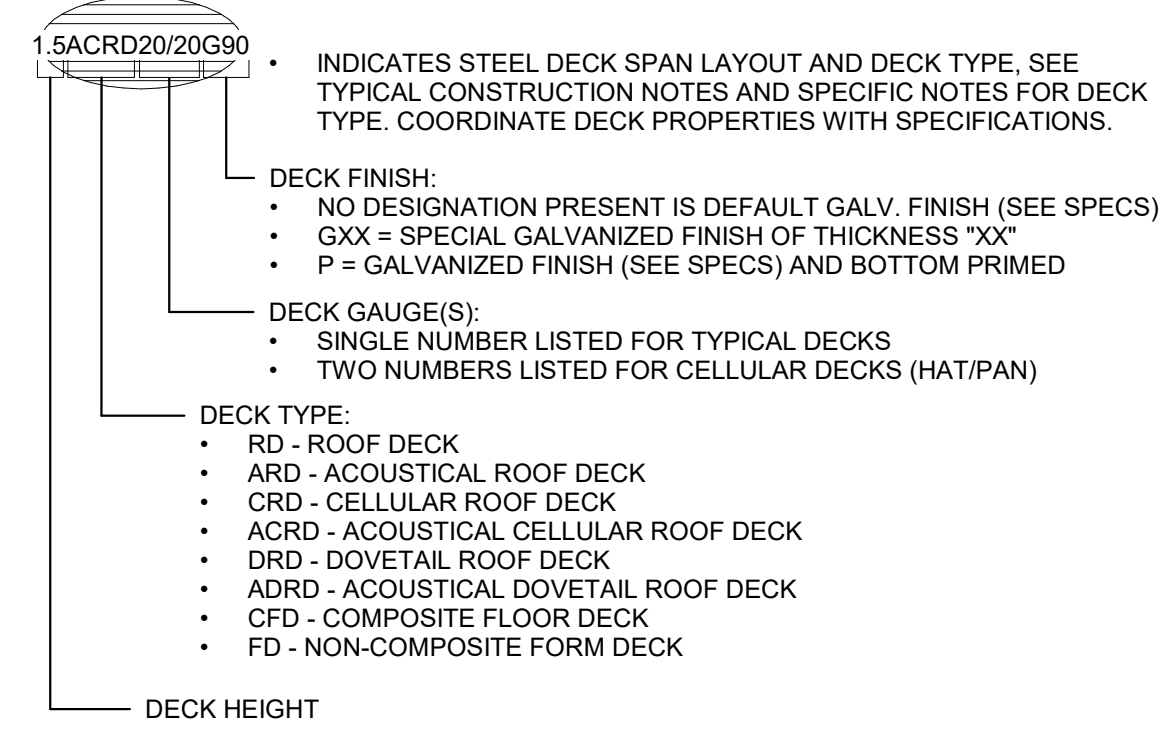 1.5ACRD20/20G90
• INDICATES STEEL DECK SPAN LAYOUT AND DECK TYPE, SEE
TYPICAL CONSTRUCTION NOTES AND SPECIFIC NOTES FOR DECK
TYPE. COORDINATE DECK PROPERTIES WITH SPECIFICATIONS.
DECK FINISH:
• NO DESIGNATION PRESENT IS DEFAULT GALV. FINISH (SEE SPECS)
• GXX = SPECIAL GALVANIZED FINISH OF THICKNESS "XX"
• P = GALVANIZED FINISH (SEE SPECS) AND BOTTOM PRIMED
DECK GAUGE(S):
• SINGLE NUMBER LISTED FOR TYPICAL DECKS
• TWO NUMBERS LISTED FOR CELLULAR DECKS (HAT/PAN)
DECK TYPE:
• RD - ROOF DECK
• ARD - ACOUSTICAL ROOF DECK
• CRD - CELLULAR ROOF DECK
• ACRD - ACOUSTICAL CELLULAR ROOF DECK
• DRD - DOVETAIL ROOF DECK
• ADRD - ACOUSTICAL DOVETAIL ROOF DECK
• CFD - COMPOSITE FLOOR DECK
• FD - NON-COMPOSITE FORM DECK
DECK HEIGHT